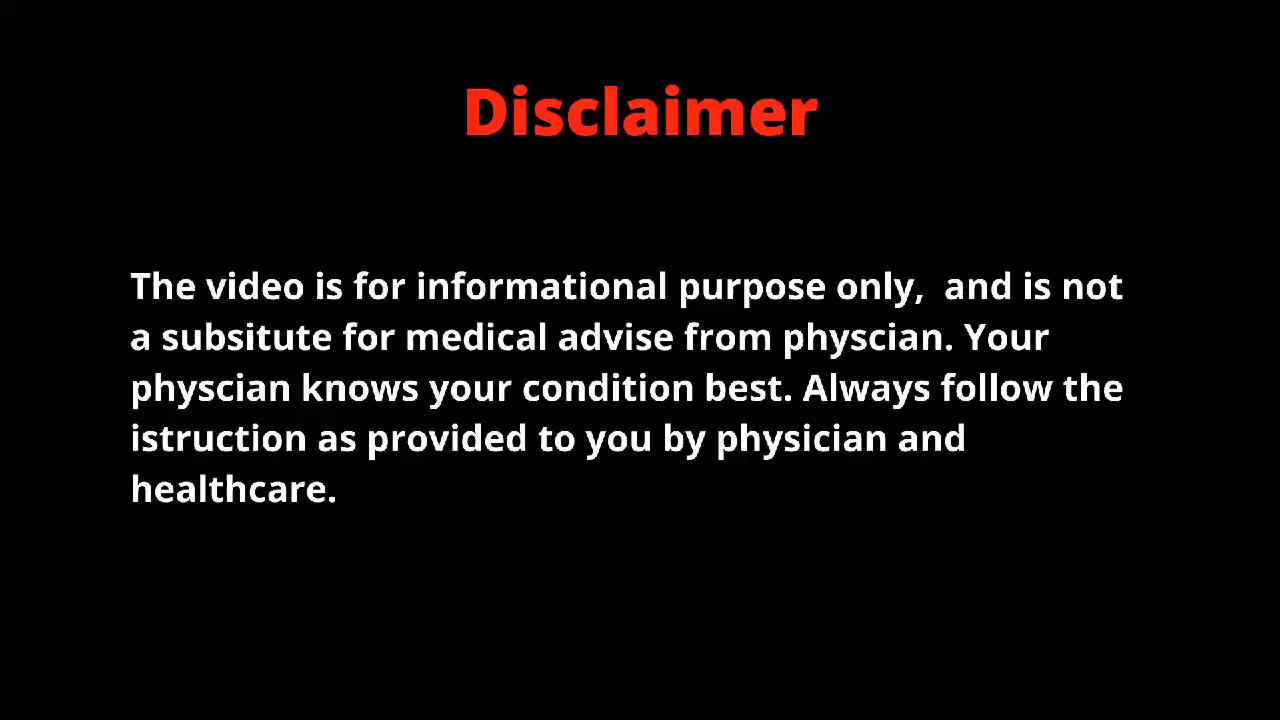 Disclaimer
The video is for informational purpose only,  and is not
a subsitute for medical advise from physcian. Your
physcian knows your condition best. Always follow the
istruction as provided to you by physician and
healthcare.